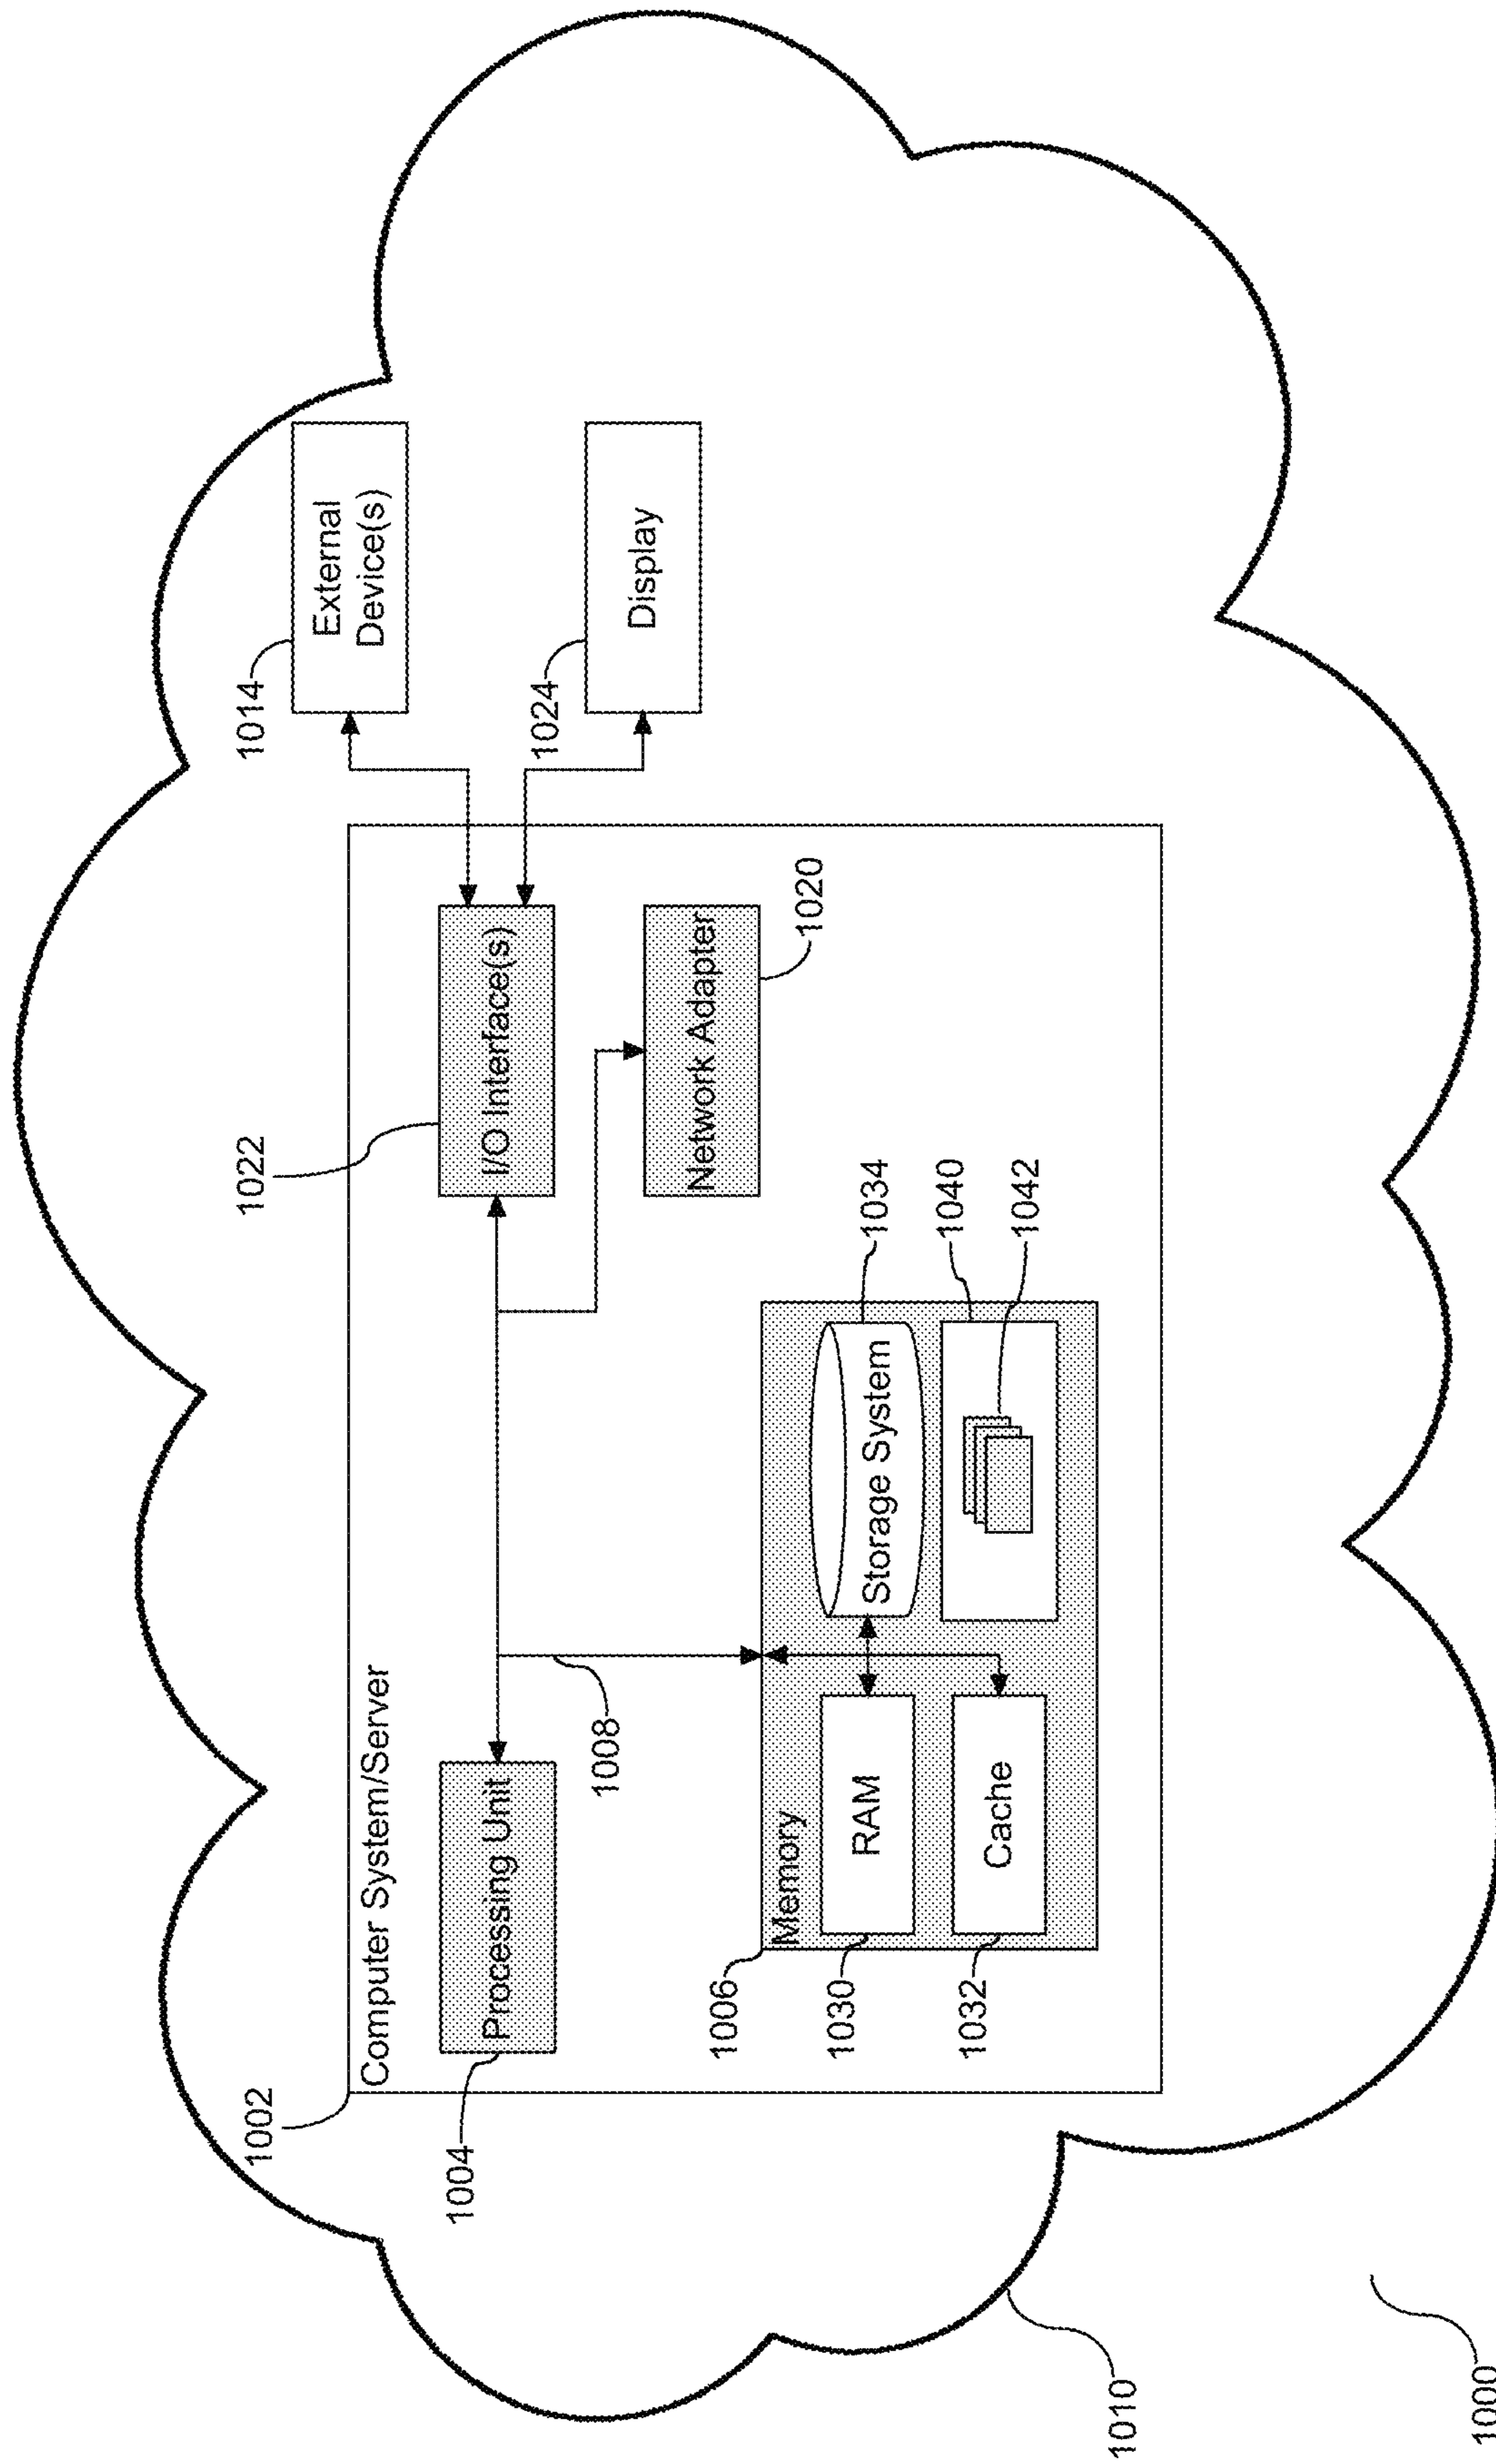 1002
Computer System/Server
1004
Processing Unit
1022
I/O Interface(s)
1014
External
Device(s)
1008
1024
Display
Network Adapter
1020
1006
Memory
1030
RAM
Storage System
1034
1032
Cache
1040
1042
1010
1000